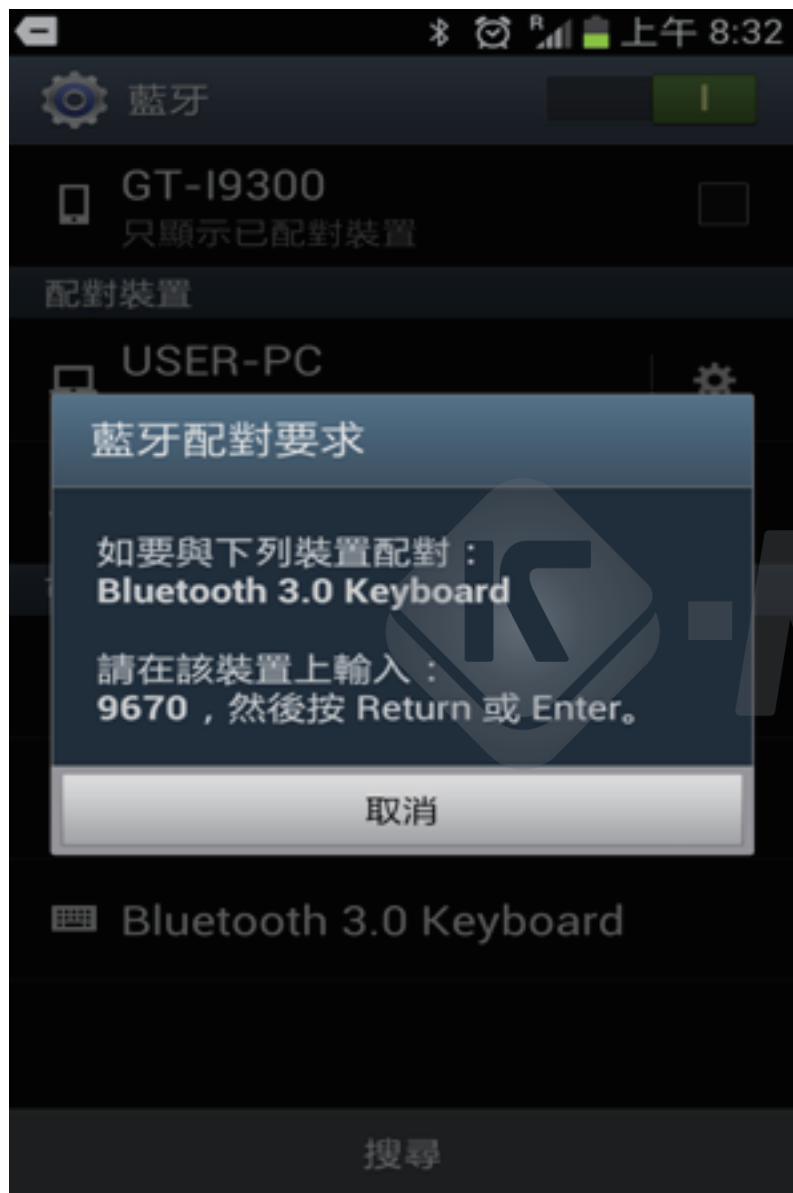 R 上午 8:32
藍牙
GT-I9300
只顯示已配對裝置
配對裝置
USER-PC
藍牙配對要求
如要與下列裝置配對：
Bluetooth 3.0 Keyboard
請在該裝置上輸入：
9670，然後按 Return 或 Enter。
取消
Bluetooth 3.0 Keyboard
搜尋